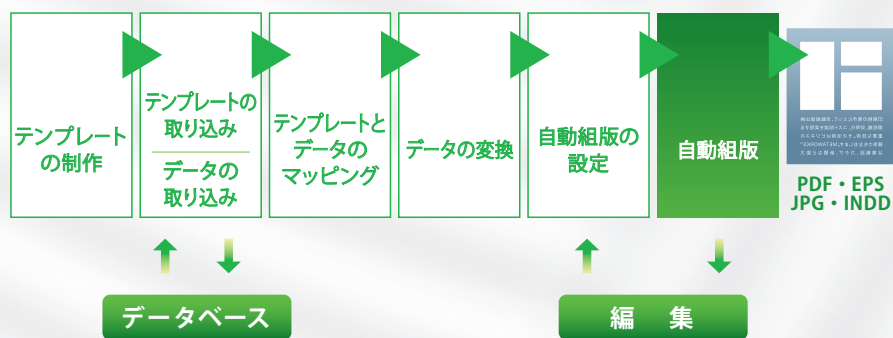 テンプレート
の制作
テンプレートの
取り込み
データの
取り込み
テンプレートと
データの
マッピング
データの変換
自動組版の
設定
自動組版
PDF・EPS
JPG・INDD
データベース
編 集